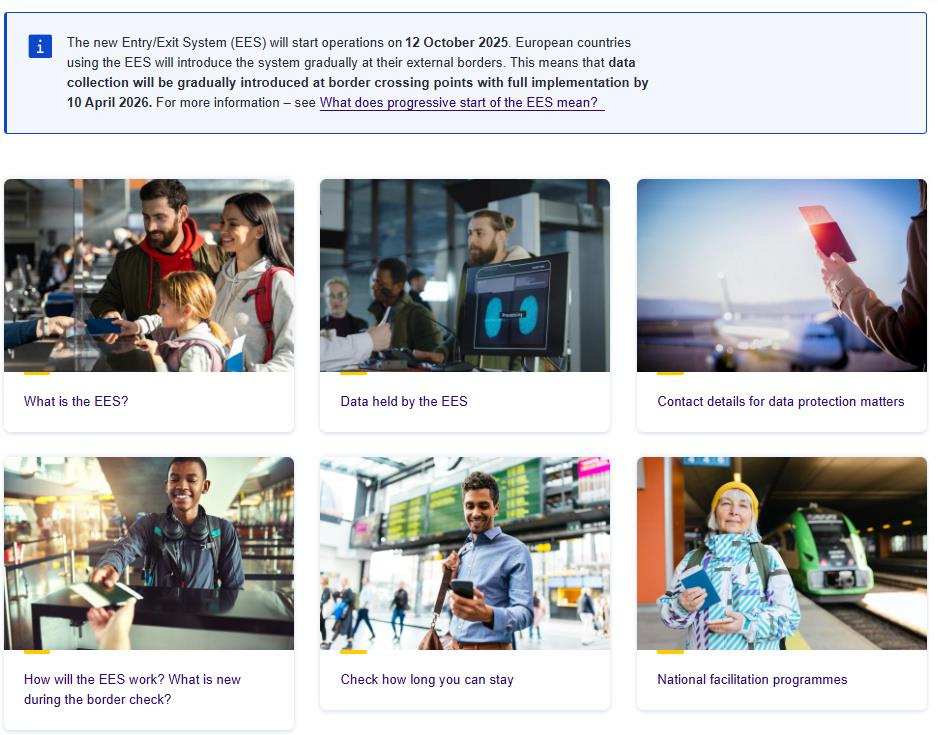 The new Entry/Exit System (EES) will start operations on 12 October 2025. European countries
using the EES will introduce the system gradually at their external borders. This means that data
collection will be gradually introduced at border crossing points with full implementation by
10 April 2026. For more information – see What does progressive start of the EES mean?
Processing
What is the EES?
Data held by the EES
Contact details for data protection matters
How will the EES work? What is new
during the border check?
Check how long you can stay
National facilitation programmes